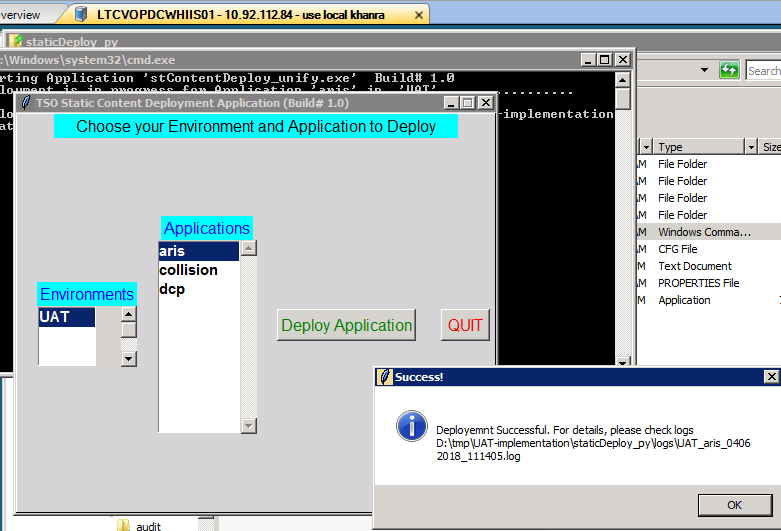 verview
LTCVOPDCWHIIS01 - 10.92.112.84 - use local khanra
staticDeploy_py
:\Windows\system32\cmd.exe
Search
rting Application 'stContentDeploy_unify.exe' Build# 1.0
loyment is in progress for Application 'aris' in 'UAT'
TSO Static Content Deployment Application (Build# 1.0)
-implementation
Choose your Environment and Application to Deploy
Type
Size
M File Folder
M File Folder
M File Folder
M File Folder
M Windows Comma...
M CFG File
M Text Document
M PROPERTIES File
M Application
Applications
aris
collision
dcp
Environments
UAT
Deploy Application
QUIT
Success!
Deployemnt Successful. For details, please check logs
D:\tmp\UAT-implementation\staticDeploy_py\logs\UAT_aris_0406
2018_111405.log
OK
audit